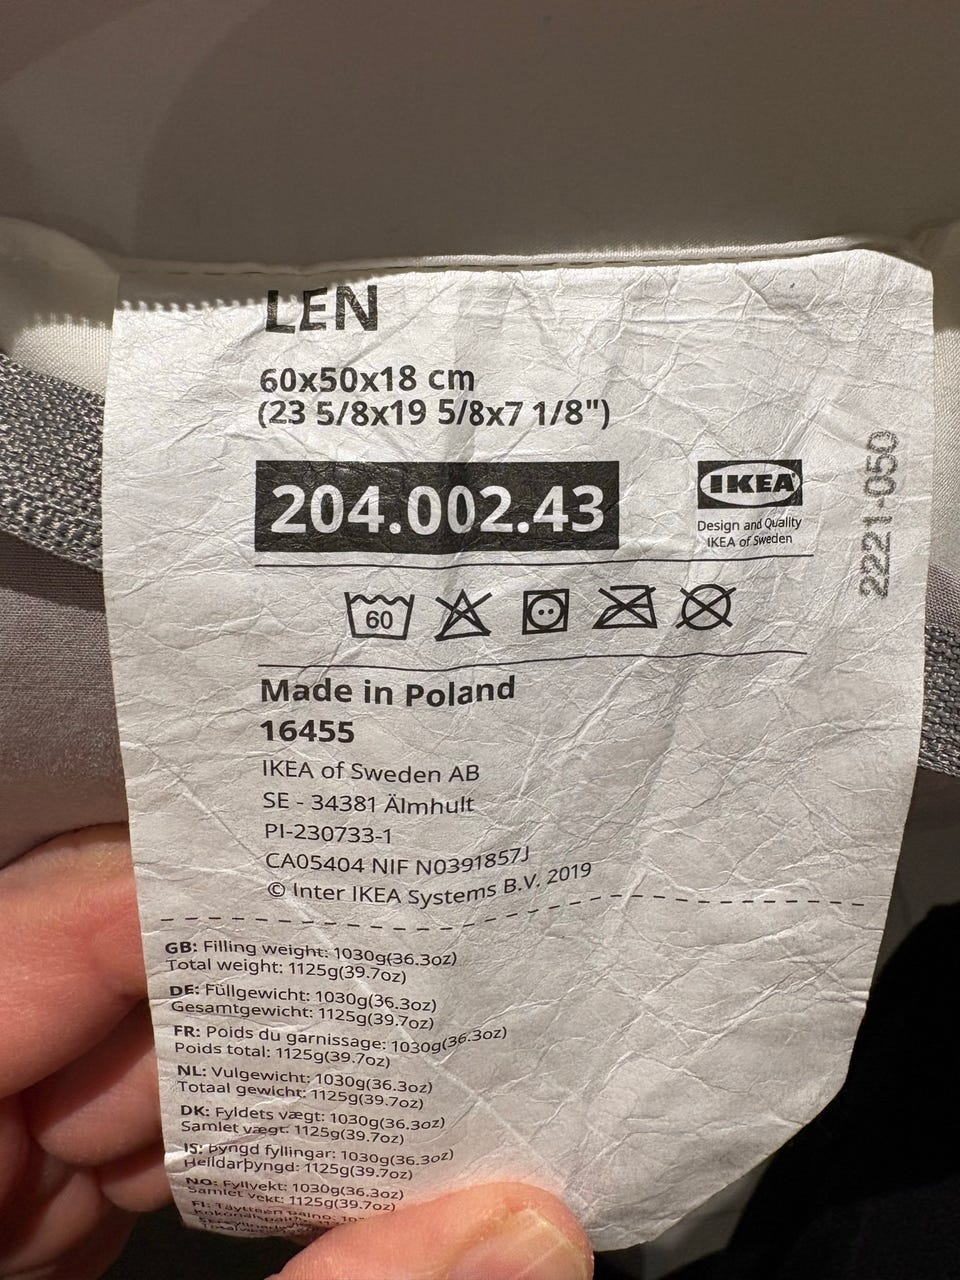 LEN
60x50x18 cm
(23 5/8x19 5/8x7 1/8")
204.002.43
IKEA
Design and Quality
IKEA of Sweden
2221-050
60
Made in Poland
16455
IKEA of Sweden AB
SE - 34381 Älmhult
PI-230733-1
CA05404 NIF N0391857J
© Inter IKEA Systems B.V. 2019
GB: Filling weight: 1030g(36.3oz)
Total weight: 1125g(39.7oz)
DE: Füllgewicht: 1030g(36.3oz)
Gesamtgewicht: 1125g(39.7oz)
FR: Poids du garnissage: 1030g(36.3oz)
Poids total: 1125g(39.7oz)
NL: Vulgewicht: 1030g(36.3oz)
Totaal gewicht: 1125g(39.7oz)
DK: Fyldets vægt: 1030g(36.3oz)
Samlet vægt: 1125g(39.7oz)
IS: Þyngd fyllingar: 1030g(36.3oz)
Heildarþyngd: 1125g(39.7oz)
NO: Fyllvekt: 1030g(36.3oz)
Samlet vekt: 1125g(39.7oz)
FI: Täytteen paino: